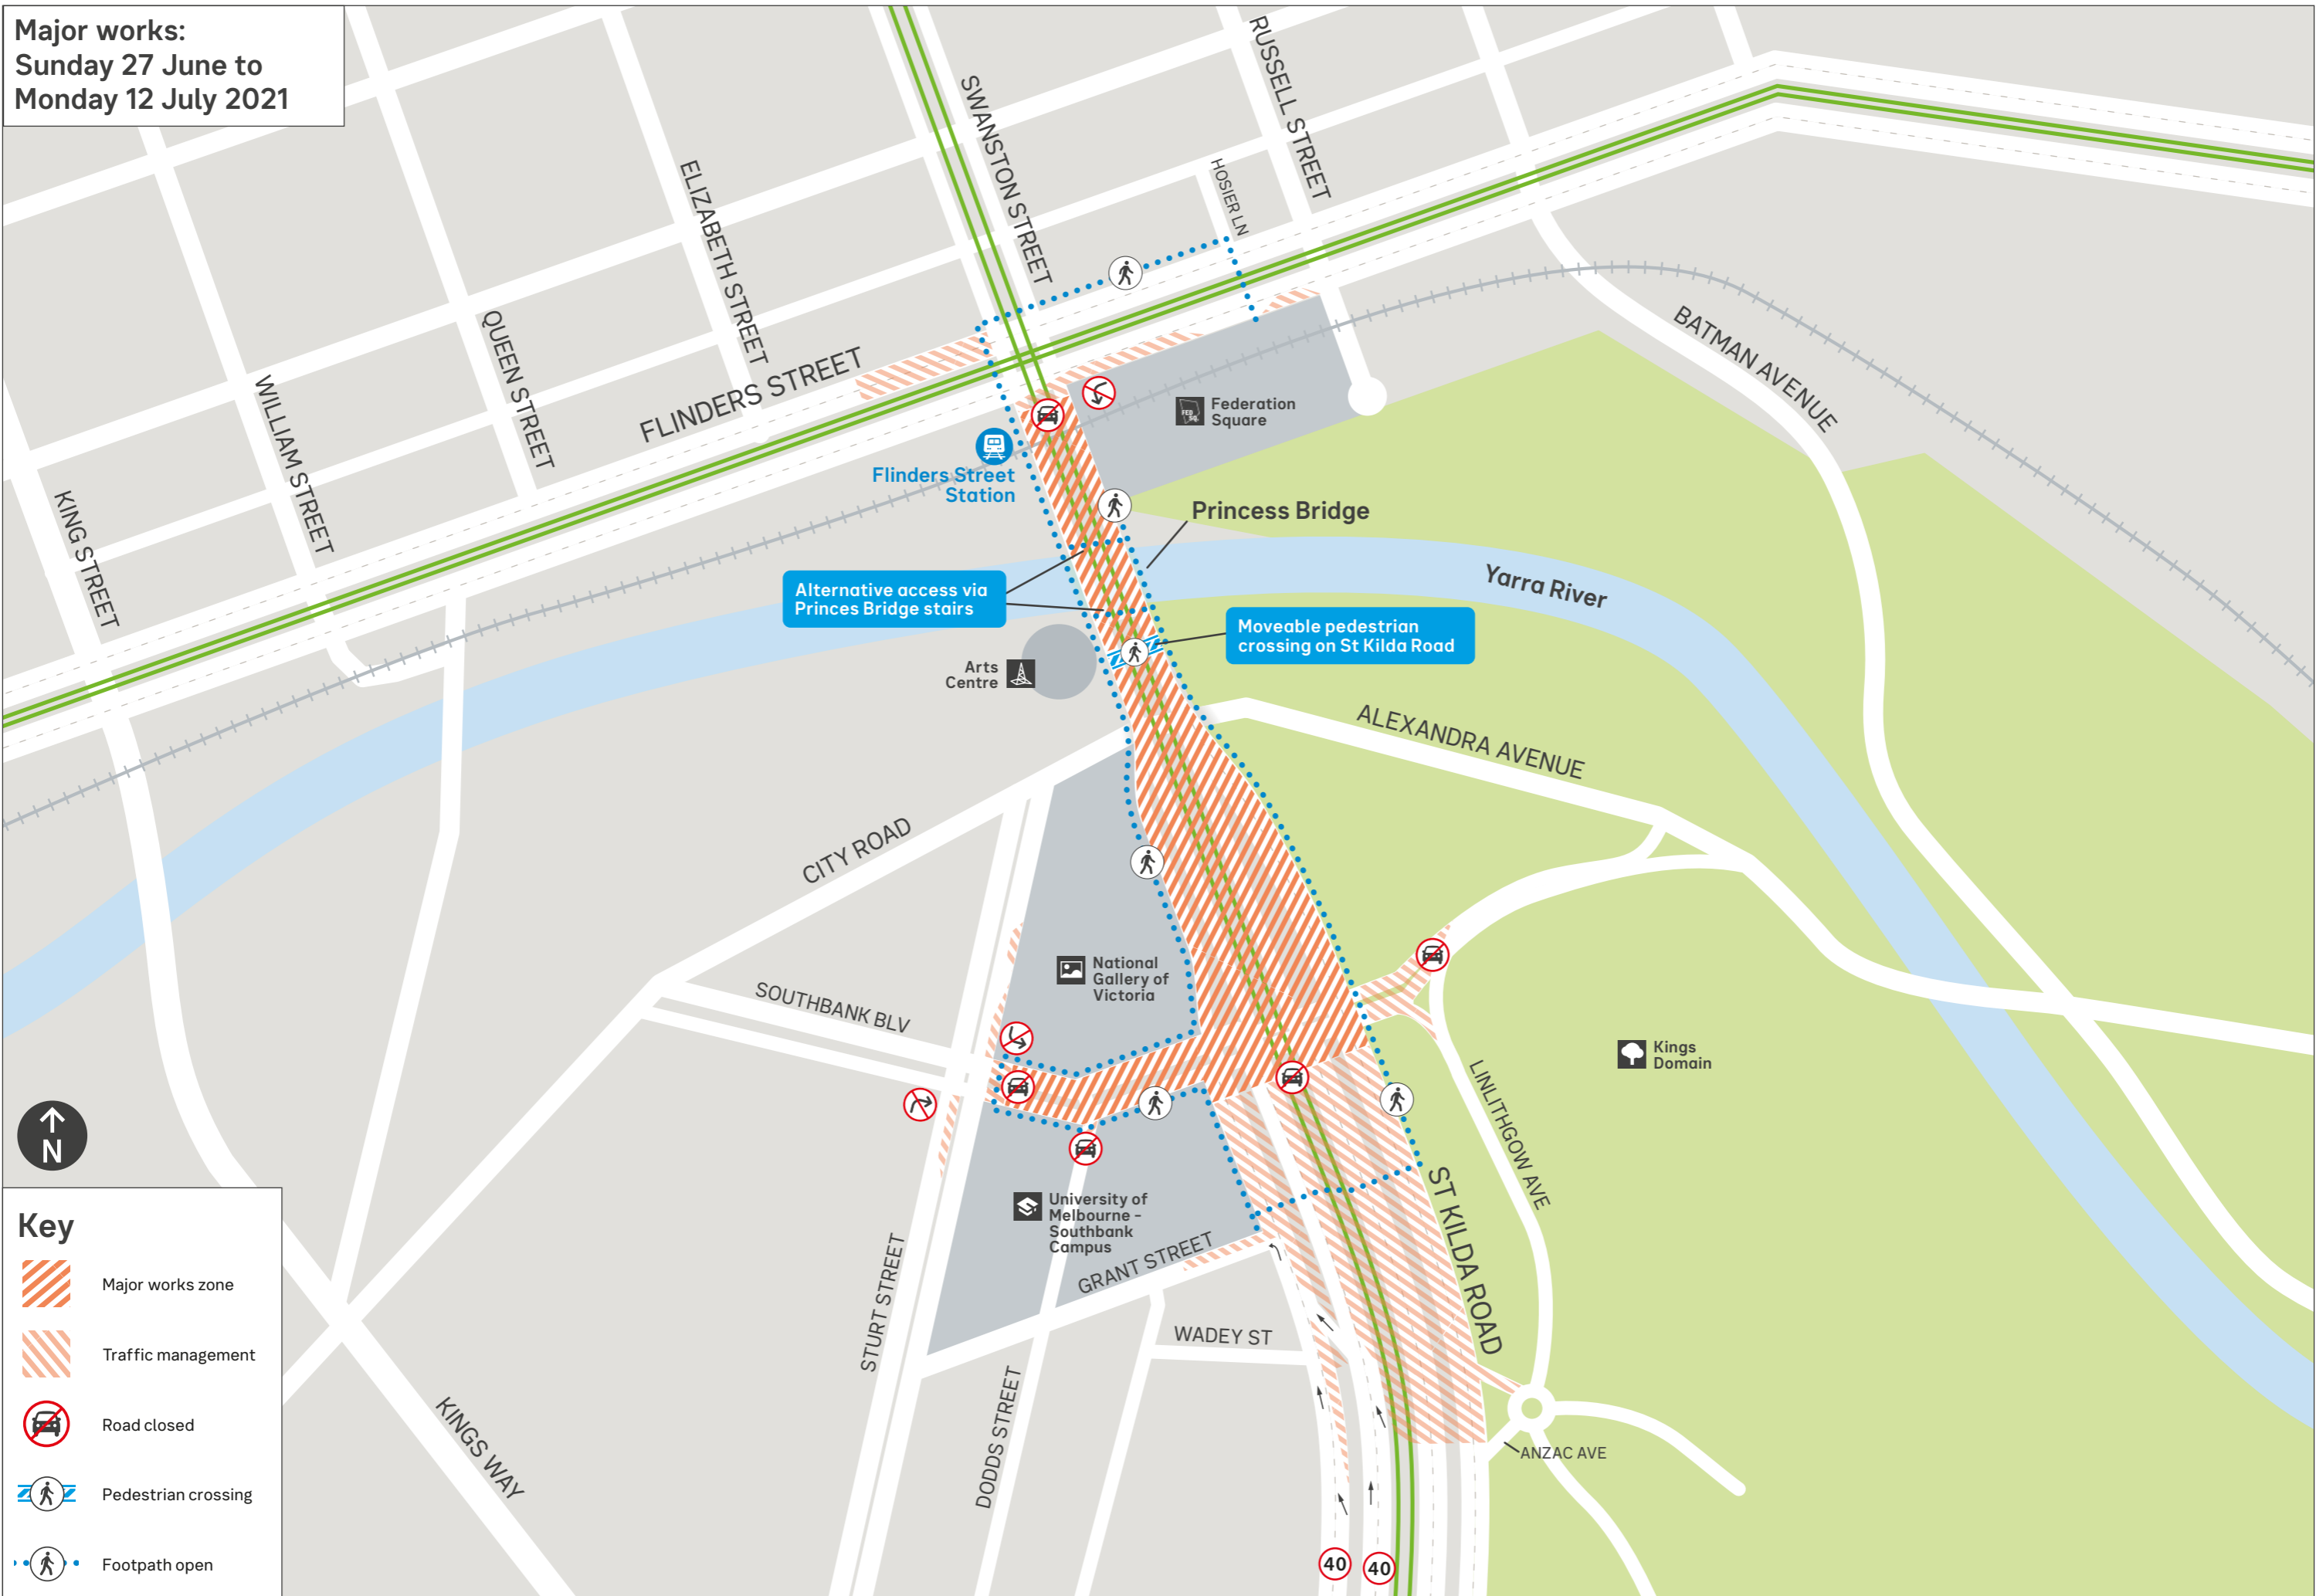 Major works:
Sunday 27 June to
Monday 12 July 2021
RUSSELL STREET
SWANSTON STREET
HOSIER LN
ELIZABETH STREET
QUEEN STREET
WILLIAM STREET
KING STREET
FLINDERS STREET
BATMAN AVENUE
FED
SQ
Federation
Square
Flinders Street
Station
Princess Bridge
Alternative access via
Princes Bridge stairs
Yarra River
Moveable pedestrian
crossing on St Kilda Road
Arts
Centre
ALEXANDRA AVENUE
CITY ROAD
National
Gallery of
Victoria
SOUTHBANK BLV
Kings
Domain
LINLITHGOW AVE
N
University of
Melbourne -
Southbank
Campus
ST KILDA ROAD
GRANT STREET
STURT STREET
WADEY ST
DODDS STREET
KINGS WAY
ANZAC AVE
40
40
Key
Major works zone
Traffic management
Road closed
Pedestrian crossing
Footpath open